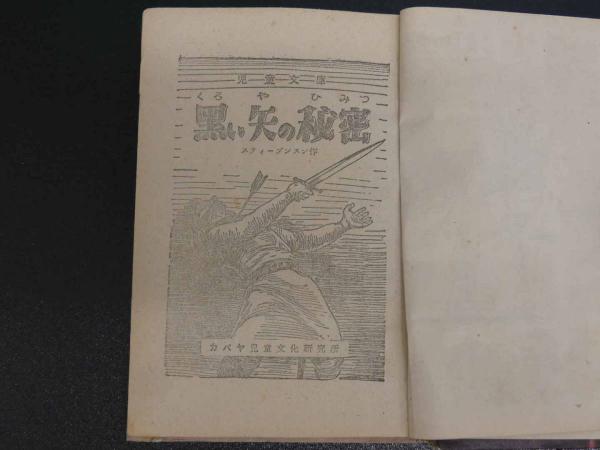 児童文庫
くろ や ひみつ
黒い矢の秘密
スティーブンスン作
カバヤ児童文化研究所